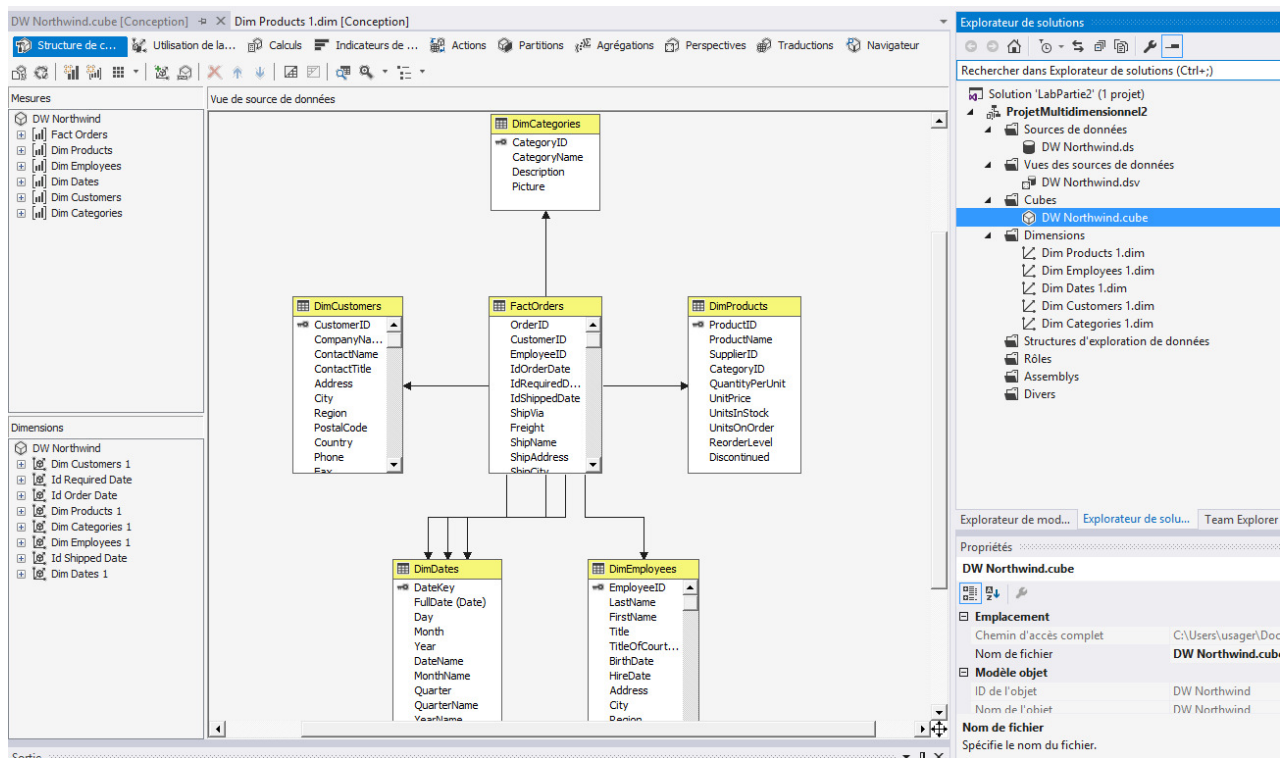 DW Northwind.cube [Conception]
Dim Products 1.dim [Conception]
Structure de c...
Utilisation de la...
Calculs
Indicateurs de ...
Actions
Partitions
Agrégations
Perspectives
Traductions
Navigateur
Mesures
DW Northwind
Fact Orders
Dim Products
Dim Employees
Dim Dates
Dim Customers
Dim Categories
Dimensions
DW Northwind
Dim Customers 1
Id Required Date
Id Order Date
Dim Products 1
Dim Categories 1
Dim Employees 1
Id Shipped Date
Dim Dates 1
Vue de source de données
DimCategories
CategoryID
CategoryName
Description
Picture
DimCustomers
CustomerID
CompanyNa...
ContactName
ContactTitle
Address
City
Region
PostalCode
Country
Phone
Fax
FactOrders
OrderID
CustomerID
EmployeeID
IdOrderDate
IdRequiredD...
IdShippedDate
ShipVia
Freight
ShipName
ShipAddress
ShipCity
DimProducts
ProductID
ProductName
SupplierID
CategoryID
QuantityPerUnit
UnitPrice
UnitsInStock
UnitsOnOrder
ReorderLevel
Discontinued
DimDates
DateKey
FullDate (Date)
Day
Month
Year
DateName
MonthName
Quarter
QuarterName
YearName
DimEmployees
EmployeeID
LastName
FirstName
Title
TitleOfCourt...
BirthDate
HireDate
Address
City
Region
Sortie
Explorateur de solutions
Rechercher dans Explorateur de solutions (Ctrl+;)
Solution 'LabPartie2' (1 projet)
ProjetMultidimensionnel2
Sources de données
DW Northwind.ds
Vues des sources de données
DW Northwind.dsv
Cubes
DW Northwind.cube
Dimensions
Dim Products 1.dim
Dim Employees 1.dim
Dim Dates 1.dim
Dim Customers 1.dim
Dim Categories 1.dim
Structures d'exploration de données
Rôles
Assemblys
Divers
Explorateur de mod...
Explorateur de solu...
Team Explorer
Propriétés
DW Northwind.cube
Emplacement
Chemin d'accès complet C:\Users\usager\Doc
Nom de fichier DW Northwind.cube
Modèle objet
ID de l'objet DW Northwind
Nom de l'objet DW Northwind
Nom de fichier
Spécifie le nom du fichier.